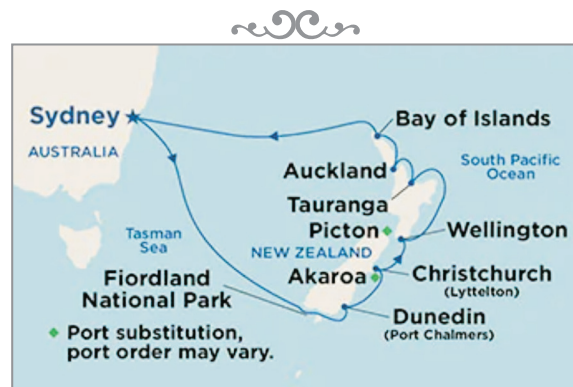 Sydney
AUSTRALIA
Bay of Islands
Auckland
South Pacific
Ocean
Tauranga
Picton
Wellington
Tasman
Sea
NEW ZEALAND
Akaroa
Christchurch
(Lyttelton)
Fiordland
National Park
Dunedin
(Port Chalmers)
Port substitution,
port order may vary.